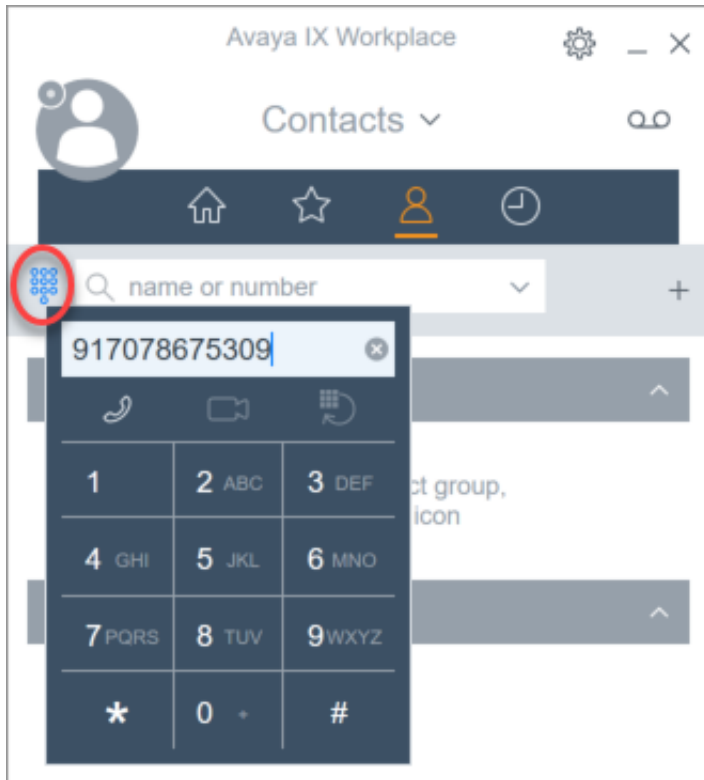 Avaya IX Workplace
Contacts
name or number
917078675309
1 2 ABC 3 DEF
ct group,
icon
4 GHI 5 JKL 6 MNO
7 PQRS 8 TUV 9 WXYZ
* 0 + #